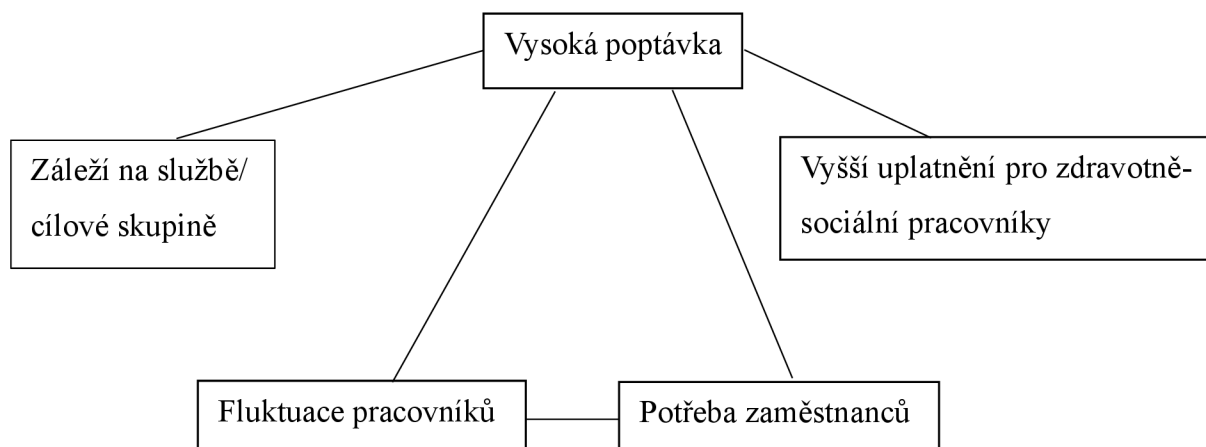 Vysoká poptávka
Záleží na službě/
cílové skupině
Vyšší uplatnění pro zdravotně-
sociální pracovníky
Fluktuace pracovníků
Potřeba zaměstnanců